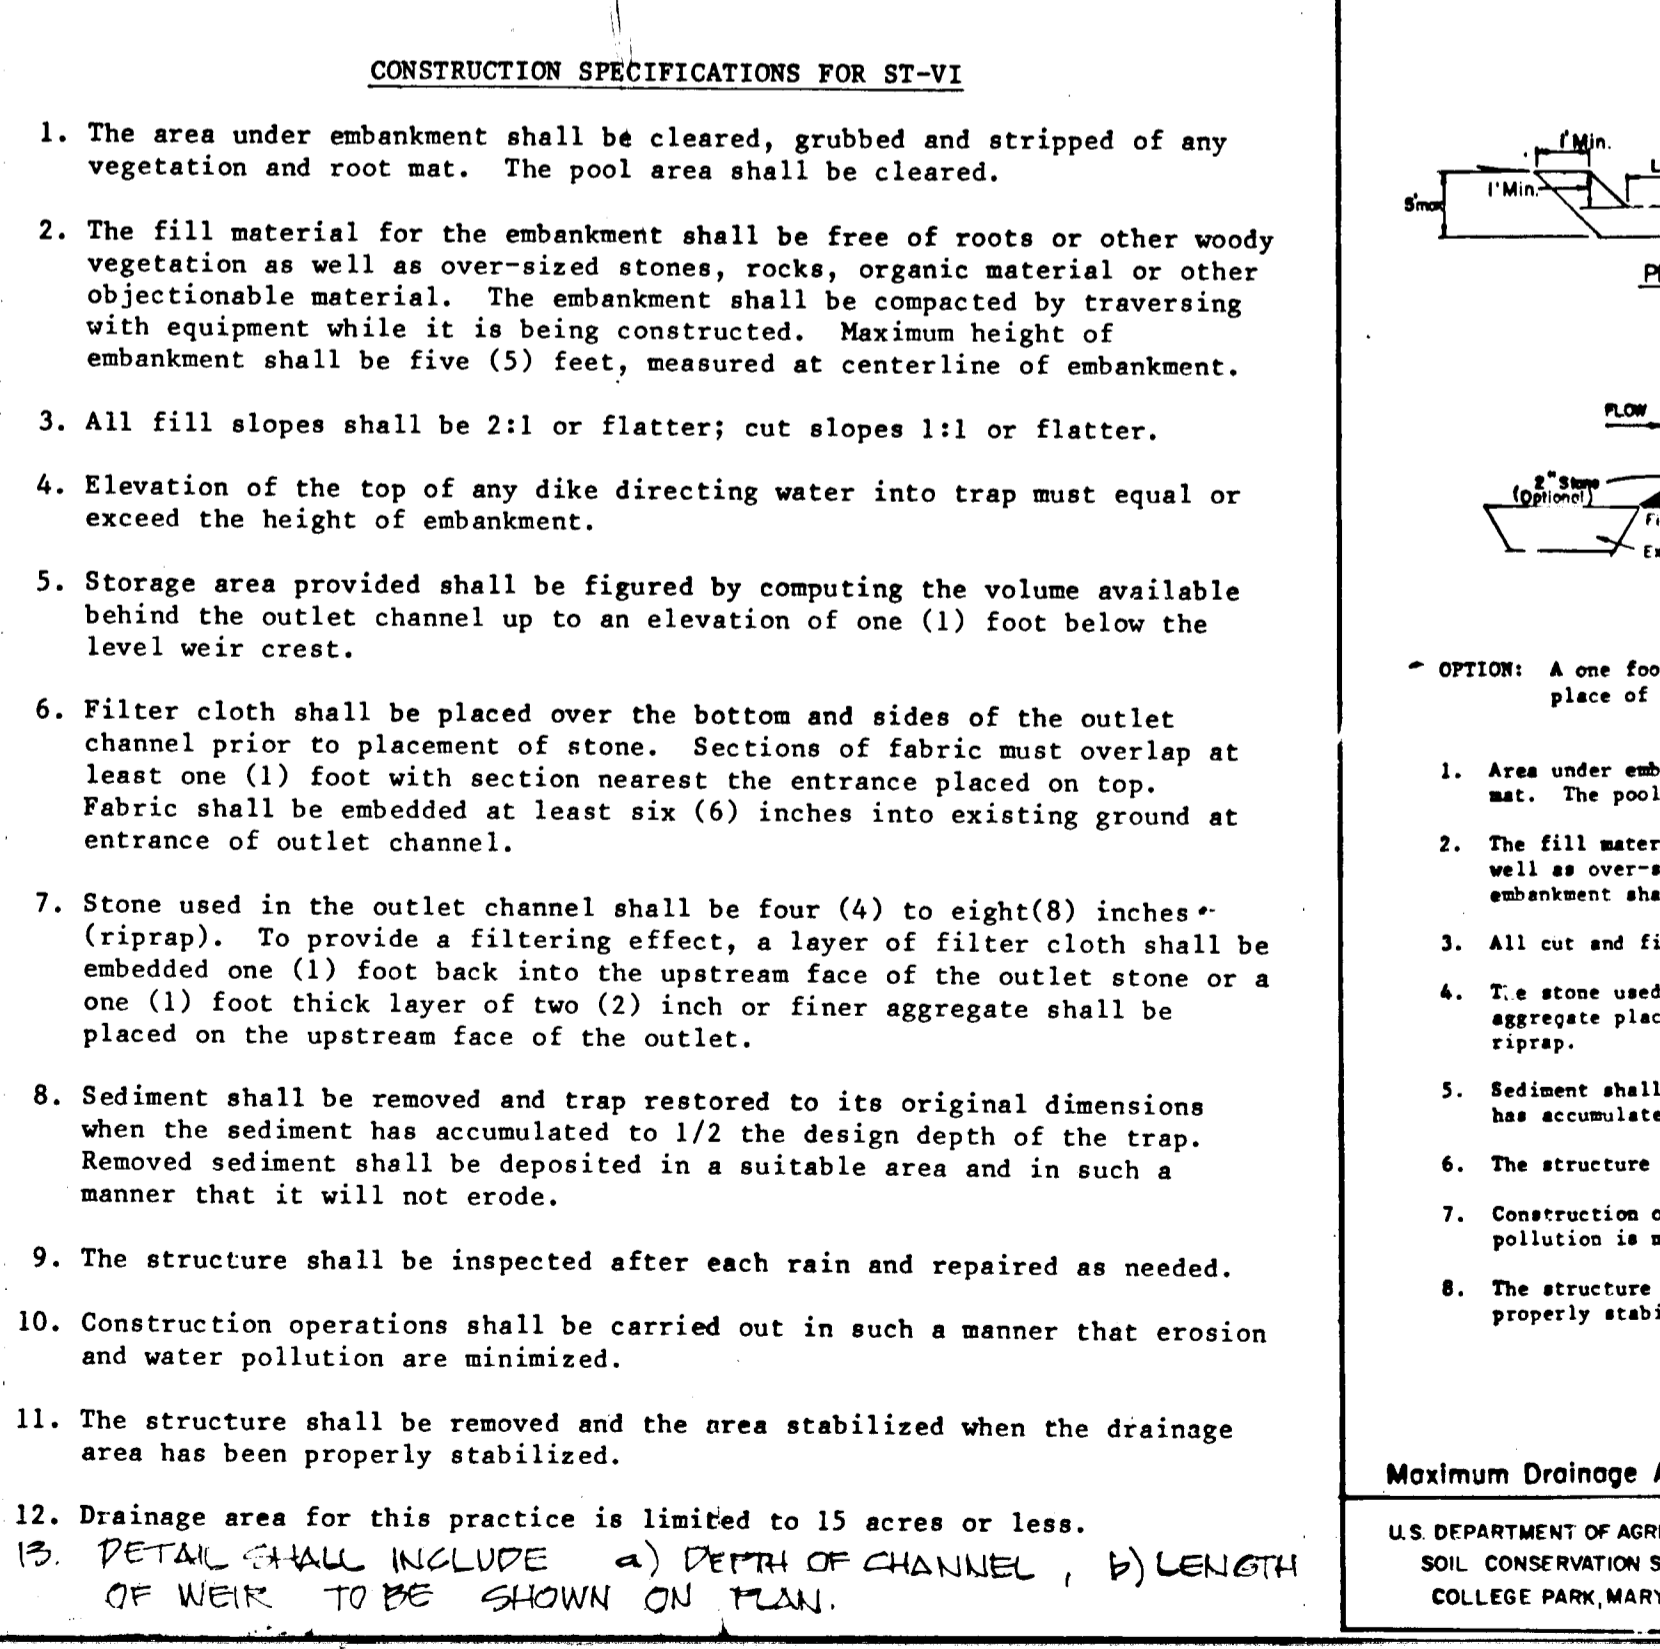 CONSTRUCTION SPECIFICATIONS FOR ST-VI
1. The area under embankment shall be cleared, grubbed and stripped of any
vegetation and root mat. The pool area shall be cleared.
2. The fill material for the embankment shall be free of roots or other woody
vegetation as well as over-sized stones, rocks, organic material or other
objectionable material. The embankment shall be compacted by traversing
with equipment while it is being constructed. Maximum height of
embankment shall be five (5) feet, measured at centerline of embankment.
3. All fill slopes shall be 2:1 or flatter; cut slopes 1:1 or flatter.
4. Elevation of the top of any dike directing water into trap must equal or
exceed the height of embankment.
5. Storage area provided shall be figured by computing the volume available
behind the outlet channel up to an elevation of one (1) foot below the
level weir crest.
6. Filter cloth shall be placed over the bottom and sides of the outlet
channel prior to placement of stone. Sections of fabric must overlap at
least one (1) foot with section nearest the entrance placed on top.
Fabric shall be embedded at least six (6) inches into existing ground at
entrance of outlet channel.
7. Stone used in the outlet channel shall be four (4) to eight(8) inches
(riprap). To provide a filtering effect, a layer of filter cloth shall be
embedded one (1) foot back into the upstream face of the outlet stone or a
one (1) foot thick layer of two (2) inch or finer aggregate shall be
placed on the upstream face of the outlet.
8. Sediment shall be removed and trap restored to its original dimensions
when the sediment has accumulated to 1/2 the design depth of the trap.
Removed sediment shall be deposited in a suitable area and in such a
manner that it will not erode.
9. The structure shall be inspected after each rain and repaired as needed.
10. Construction operations shall be carried out in such a manner that erosion
and water pollution are minimized.
11. The structure shall be removed and the area stabilized when the drainage
area has been properly stabilized.
12. Drainage area for this practice is limited to 15 acres or less.
13. DETAIL SHALL INCLUDE a) DEPTH OF CHANNEL, b) LENGTH
OF WEIR TO BE SHOWN ON PLAN.
1' Min.
1' Min.
5' max
FLOW
2" Stone
(Optional)
OPTION: A one foo
place of
1. Area under emb
mat. The pool
2. The fill mater
well as over-s
embankment sha
3. All cut and fi
4. The stone used
aggregate plac
riprap.
5. Sediment shall
has accumulate
6. The structure
7. Construction o
pollution is m
8. The structure
properly stabi
Maximum Drainage A
U.S. DEPARTMENT OF AGRI
SOIL CONSERVATION S
COLLEGE PARK, MARY